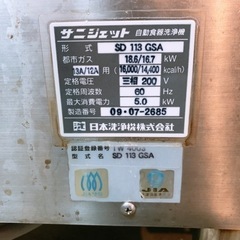 サニジェット 自動食器洗浄機
形式 SD 113 GSA
都市ガス 18.6/16.7 kW
13A/12A (16,000/14,400 kcal/h)
定格電圧 三相 200 V
定格周波数 60 Hz
最大消費電力 5.0 kW
製造番号 09-07-2685
日本洗浄機株式会社
認証登録番号 TW 4003
型式名 SD 113 GSA
JIA